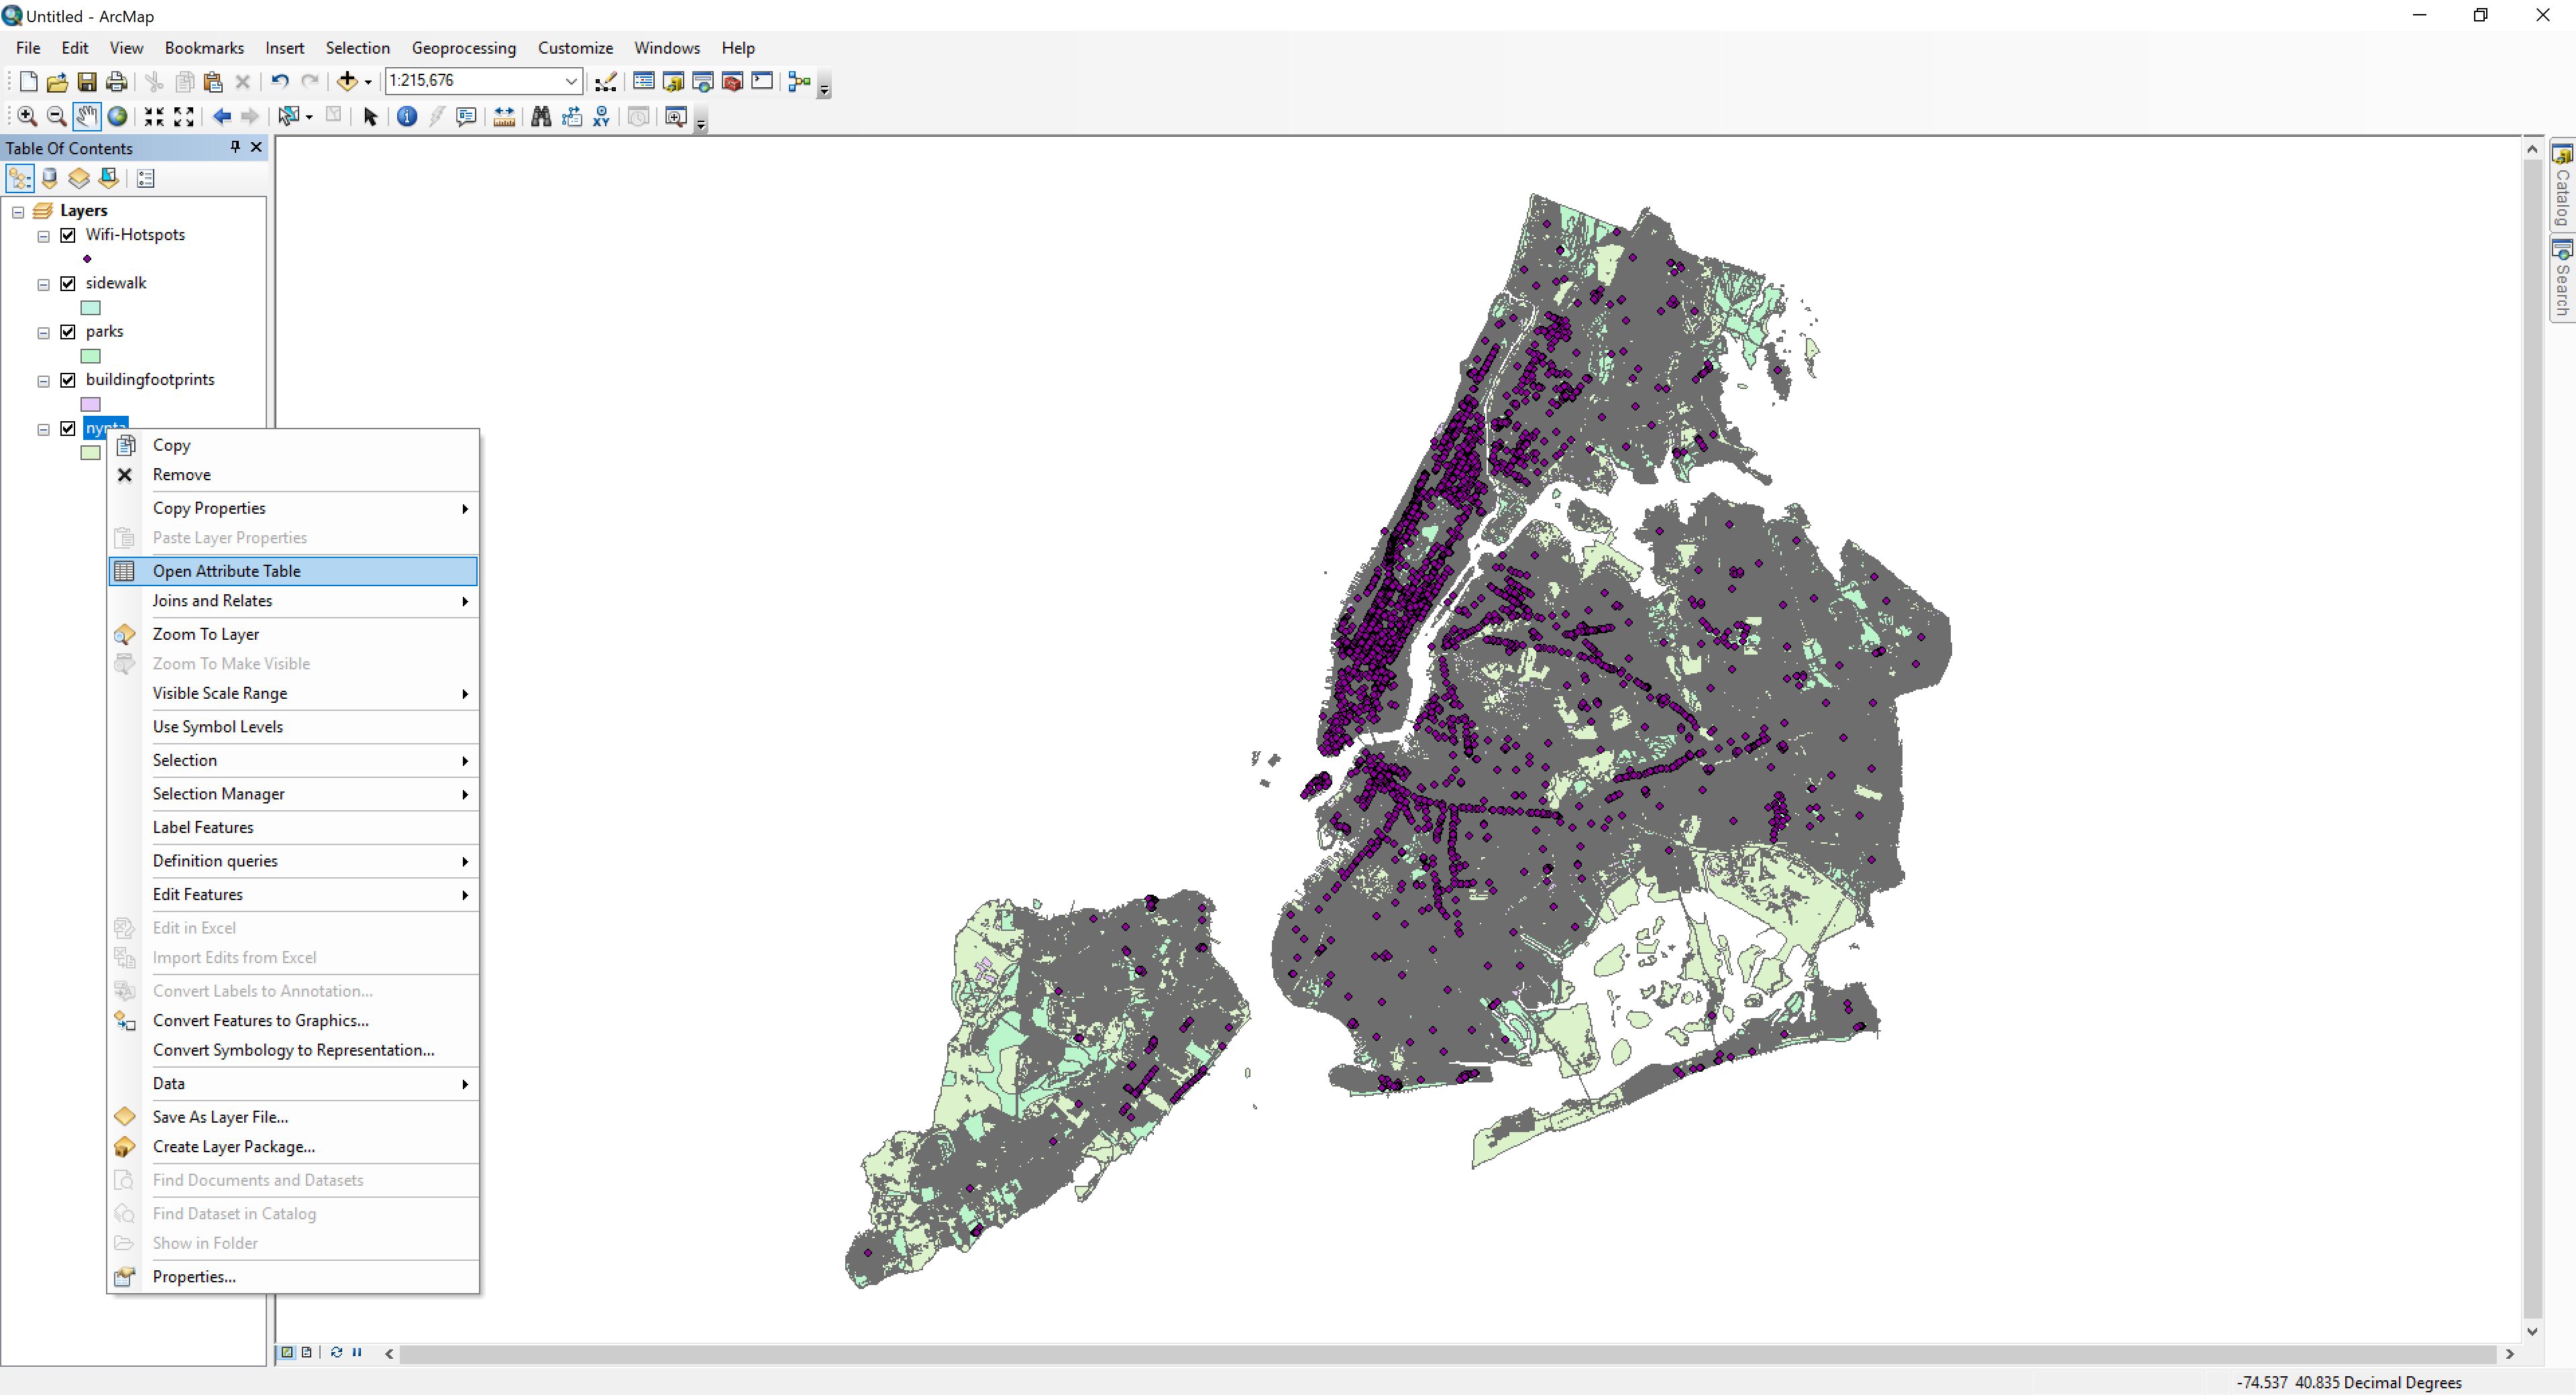 Untitled - ArcMap
File Edit View Bookmarks Insert Selection Geoprocessing Customize Windows Help
1:215,676
XY
Table Of Contents
Layers
Wifi-Hotspots
sidewalk
parks
buildingfootprints
nynta
Copy
Remove
Copy Properties
Paste Layer Properties
Open Attribute Table
Joins and Relates
Zoom To Layer
Zoom To Make Visible
Visible Scale Range
Use Symbol Levels
Selection
Selection Manager
Label Features
Definition queries
Edit Features
Edit in Excel
Import Edits from Excel
Convert Labels to Annotation...
Convert Features to Graphics...
Convert Symbology to Representation...
Data
Save As Layer File...
Create Layer Package...
Find Documents and Datasets
Find Dataset in Catalog
Show in Folder
Properties...
Catalog
Search
-74.537 40.835 Decimal Degrees